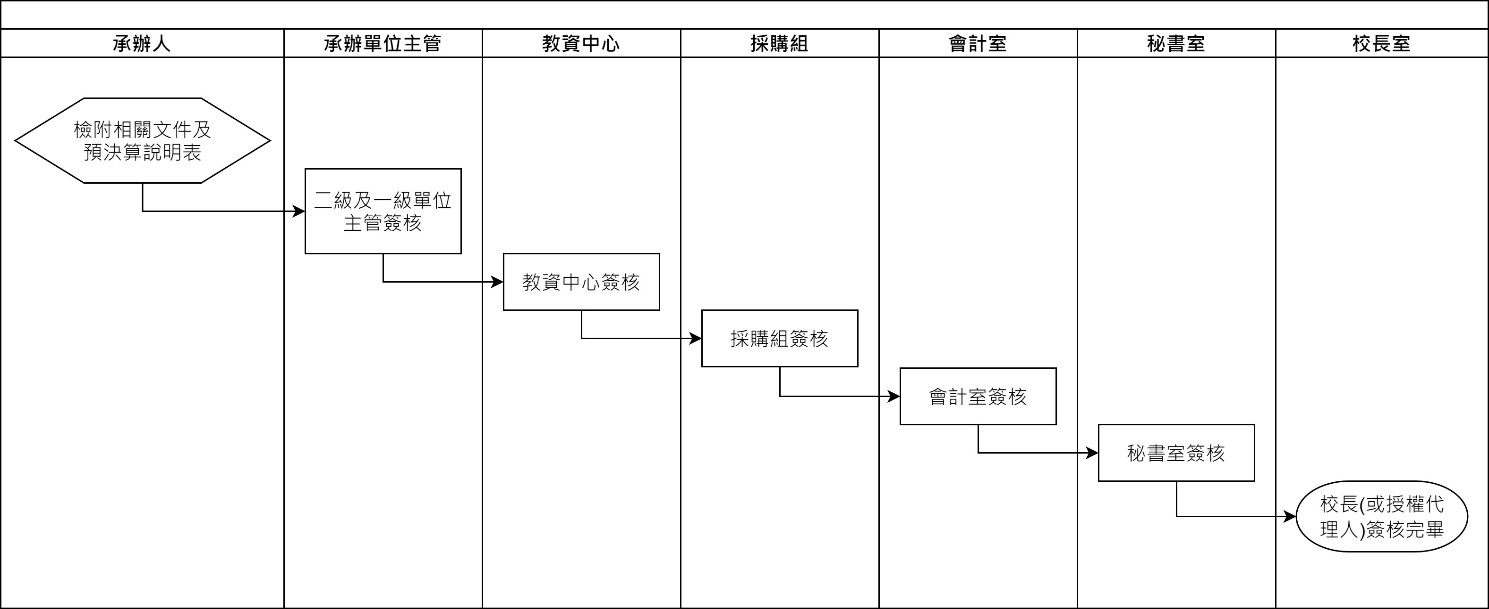 承辦人
承辦單位主管
教資中心
採購組
會計室
秘書室
校長室
檢附相關文件及
預決算說明表
二級及一級單位
主管簽核
教資中心簽核
採購組簽核
會計室簽核
秘書室簽核
校長(或授權代
理人)簽核完畢